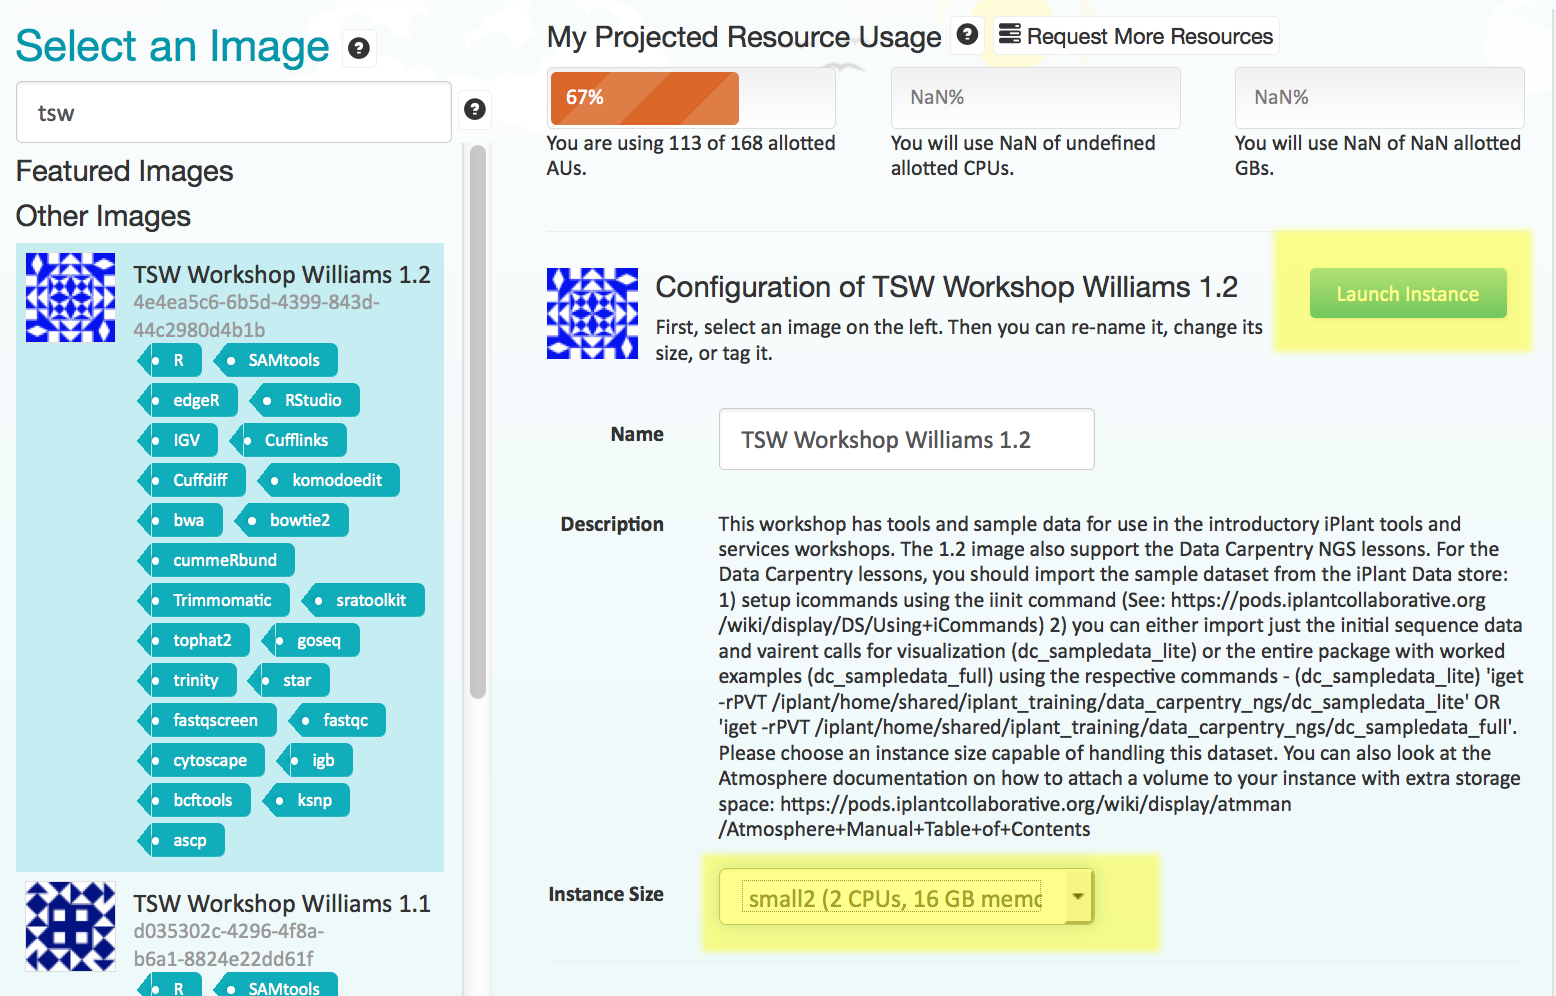 Select an Image
tsw
Featured Images
Other Images
TSW Workshop Williams 1.2
4e4ea5c6-6b5d-4399-843d-
44c2980d4b1b
R SAMtools
edgeR RStudio
IGV Cufflinks
Cuffdiff komodoedit
bwa bowtie2
cummeRbund
Trimmomatic sratoolkit
tophat2 goseq
trinity star
fastqscreen fastqc
cytoscape igb
bcftools ksnp
ascp
TSW Workshop Williams 1.1
d035302c-4296-4f8a-
b6a1-8824e22dd61f
R SAMtools
My Projected Resource Usage ? Request More Resources
67%
You are using 113 of 168 allotted
AUs.
NaN%
You will use NaN of undefined
allotted CPUs.
NaN%
You will use NaN of NaN allotted
GBs.
Configuration of TSW Workshop Williams 1.2
First, select an image on the left. Then you can re-name it, change its
size, or tag it.
Launch Instance
Name TSW Workshop Williams 1.2
Description
This workshop has tools and sample data for use in the introductory iPlant tools and
services workshops. The 1.2 image also support the Data Carpentry NGS lessons. For the
Data Carpentry lessons, you should import the sample dataset from the iPlant Data store:
1) setup icommands using the iinit command (See: https://pods.iplantcollaborative.org
/wiki/display/DS/Using+iCommands) 2) you can either import just the initial sequence data
and vairent calls for visualization (dc_sampledata_lite) or the entire package with worked
examples (dc_sampledata_full) using the respective commands - (dc_sampledata_lite) 'iget
-rPVT /iplant/home/shared/iplant_training/data_carpentry_ngs/dc_sampledata_lite' OR
'iget -rPVT /iplant/home/shared/iplant_training/data_carpentry_ngs/dc_sampledata_full'.
Please choose an instance size capable of handling this dataset. You can also look at the
Atmosphere documentation on how to attach a volume to your instance with extra storage
space: https://pods.iplantcollaborative.org/wiki/display/atmman
/Atmosphere+Manual+Table+of+Contents
Instance Size small2 (2 CPUs, 16 GB memo